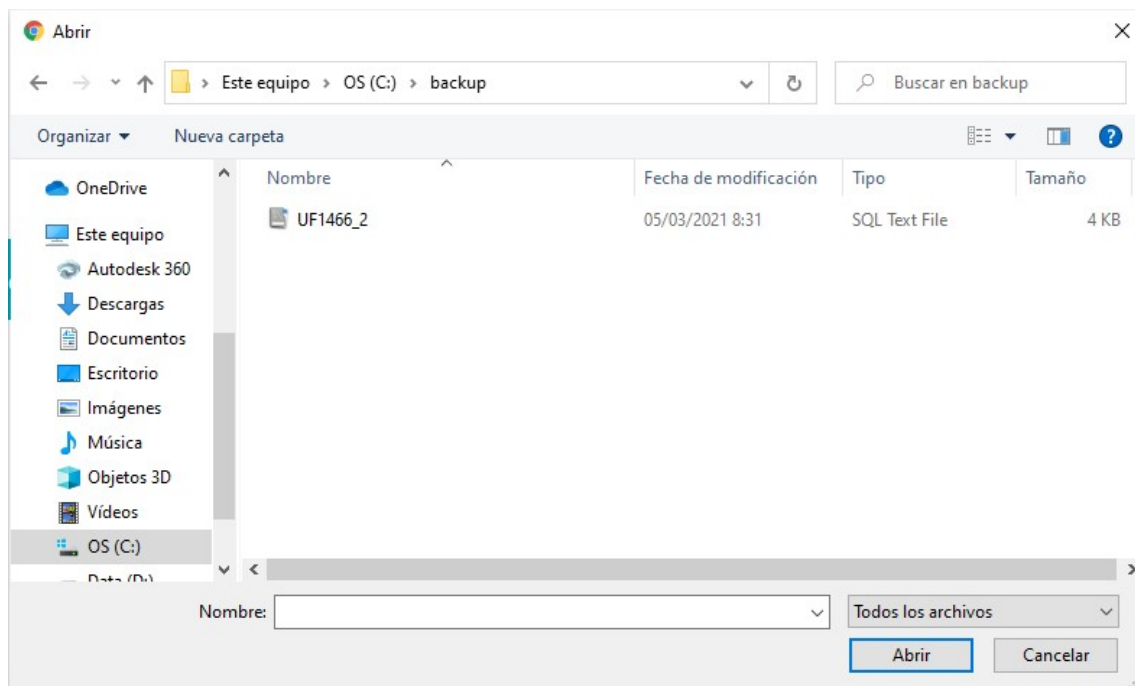 Abrir
Este equipo > OS (C:) > backup
Buscar en backup
Organizar
Nueva carpeta
Nombre
Fecha de modificación
Tipo
Tamaño
UF1466_2
05/03/2021 8:31
SQL Text File
4 KB
OneDrive
Este equipo
Autodesk 360
Descargas
Documentos
Escritorio
Imágenes
Música
Objetos 3D
Vídeos
OS (C:)
Data (D:)
Nombre:
Todos los archivos
Abrir
Cancelar